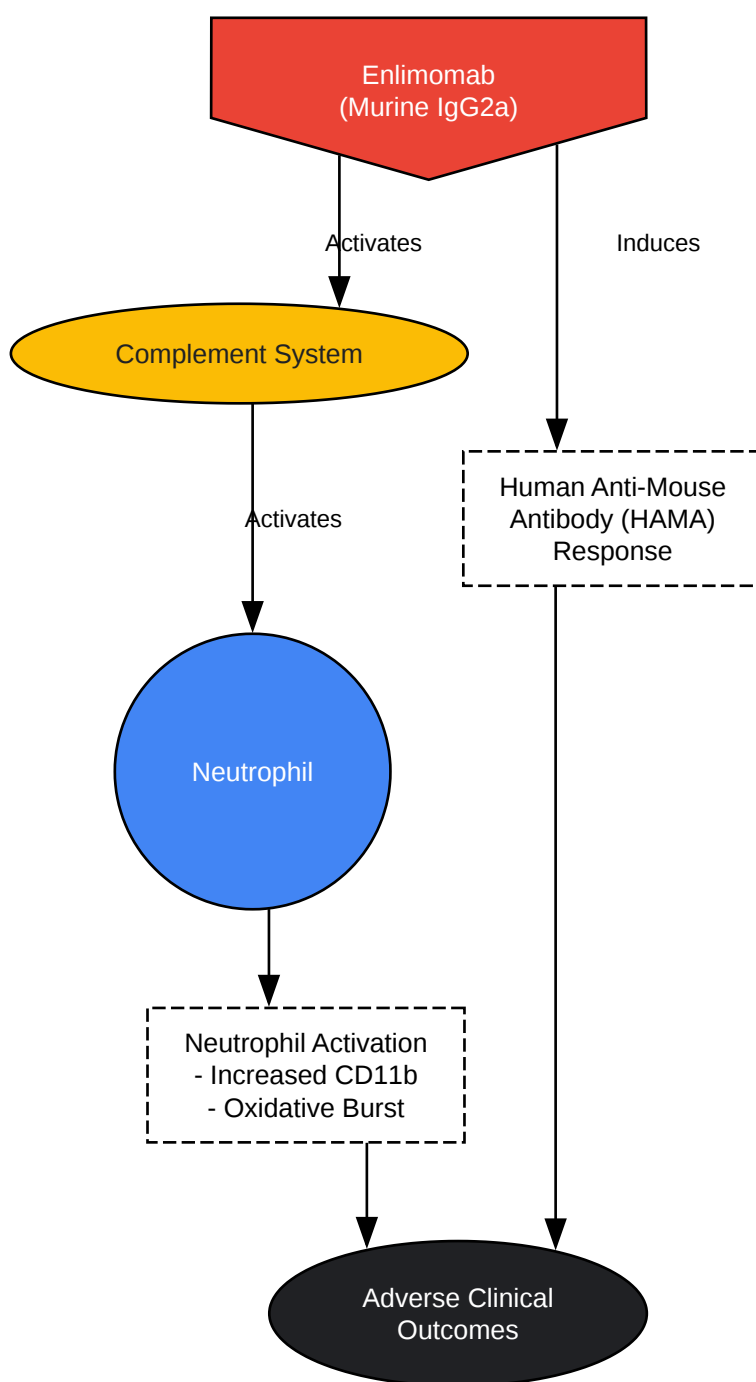 Enlimomab
(Murine IgG2a)
Activates
Induces
Complement System
Activates
Human Anti-Mouse
Antibody (HAMA)
Response
Neutrophil
Neutrophil Activation
- Increased CD11b
- Oxidative Burst
Adverse Clinical
Outcomes